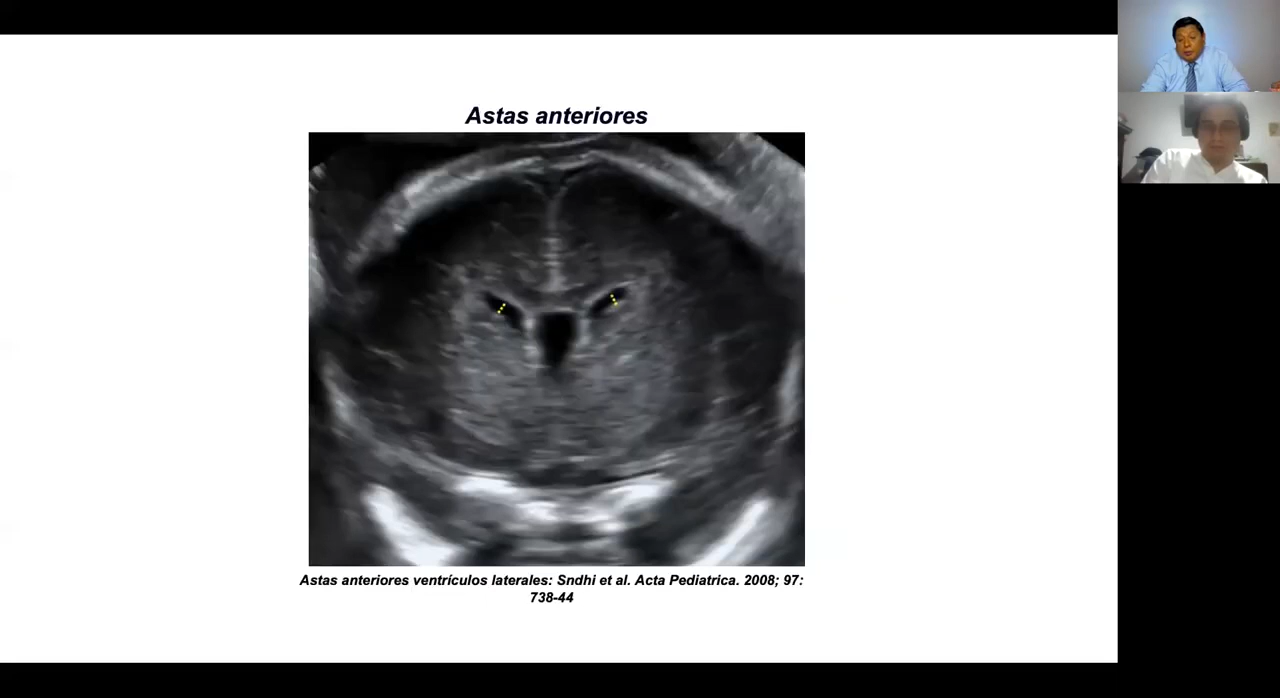 Astas anteriores
Astas anteriores ventrículos laterales: Sndhi et al. Acta Pediatrica. 2008; 97:
738-44